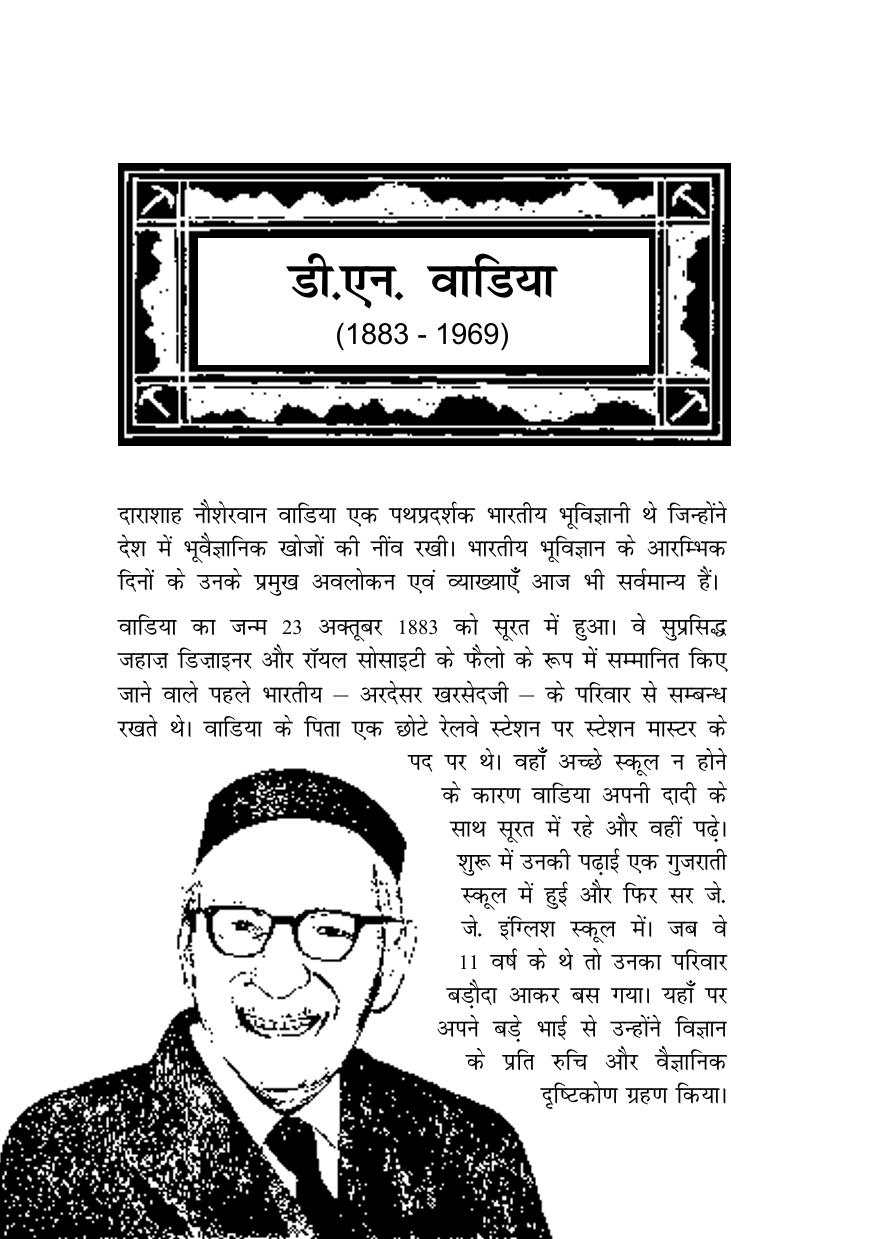 डी.एन. वाडिया
(1883 - 1969)
दाराशाह नौशेरवान वाडिया एक पथप्रदर्शक भारतीय भूविज्ञानी थे जिन्होंने
देश में भूवैज्ञानिक खोजों की नींव रखी। भारतीय भूविज्ञान के आरम्भिक
दिनों के उनके प्रमुख अवलोकन एवं व्याख्याएँ आज भी सर्वमान्य हैं।
वाडिया का जन्म 23 अक्तूबर 1883 को सूरत में हुआ। वे सुप्रसिद्ध
जहाज़ डिज़ाइनर और रॉयल सोसाइटी के फैलो के रूप में सम्मानित किए
जाने वाले पहले भारतीय – अरदेसर खरसेदजी – के परिवार से सम्बन्ध
रखते थे। वाडिया के पिता एक छोटे रेलवे स्टेशन पर स्टेशन मास्टर के
पद पर थे। वहाँ अच्छे स्कूल न होने
के कारण वाडिया अपनी दादी के
साथ सूरत में रहे और वहीं पढ़े।
शुरू में उनकी पढ़ाई एक गुजराती
स्कूल में हुई और फिर सर जे.
जे. इंग्लिश स्कूल में। जब वे
11 वर्ष के थे तो उनका परिवार
बड़ौदा आकर बस गया। यहाँ पर
अपने बड़े भाई से उन्होंने विज्ञान
के प्रति रुचि और वैज्ञानिक
दृष्टिकोण ग्रहण किया।